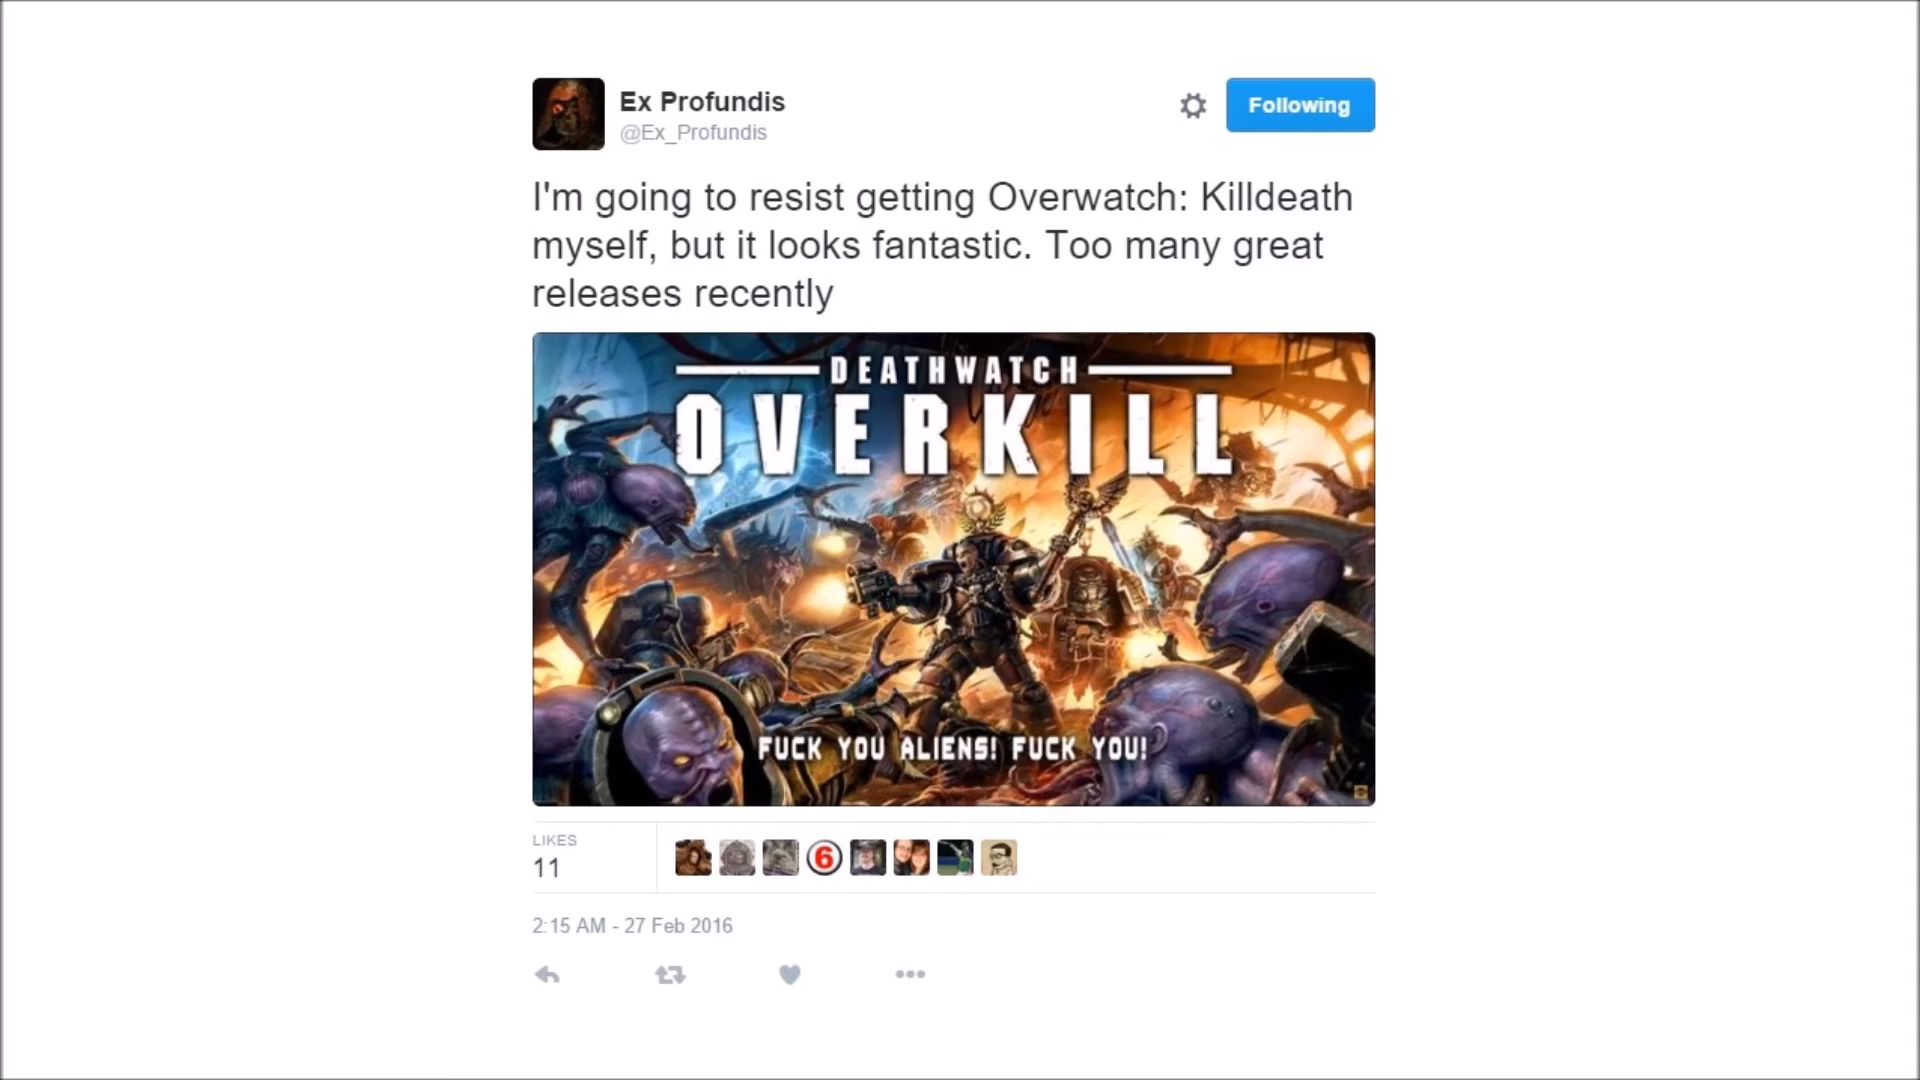 Ex Profundis
@Ex_Profundis
Following
I'm going to resist getting Overwatch: Killdeath
myself, but it looks fantastic. Too many great
releases recently
DEATHWATCH
OVERKILL
FUCK YOU ALIENS! FUCK YOU!
LIKES
11
6
2:15 AM - 27 Feb 2016